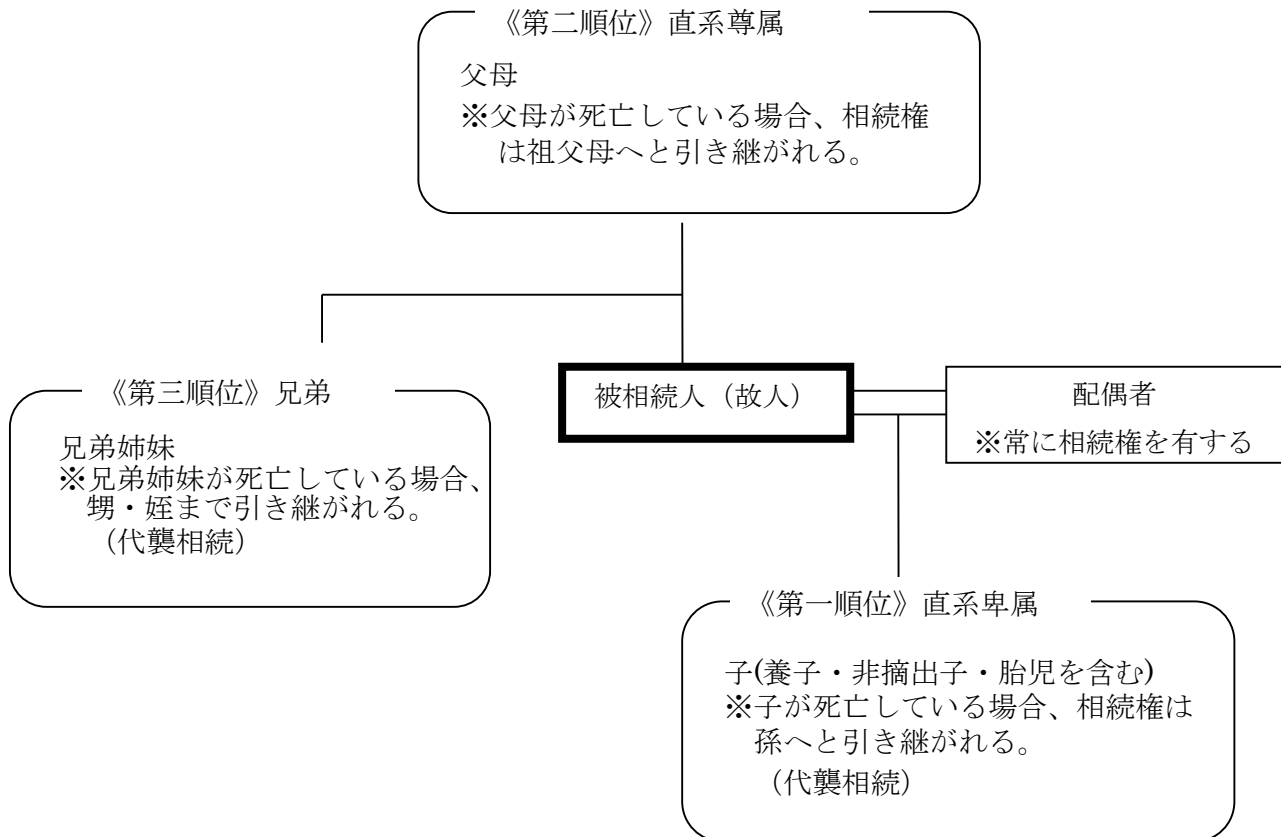 《第二順位》直系尊属
父母
※父母が死亡している場合、相続権
は祖父母へと引き継がれる。
《第三順位》兄弟
兄弟姉妹
※兄弟姉妹が死亡している場合、
甥・姪まで引き継がれる。
（代襲相続）
被相続人（故人）
配偶者
※常に相続権を有する
《第一順位》直系卑属
子(養子・非摘出子・胎児を含む)
※子が死亡している場合、相続権は
孫へと引き継がれる。
（代襲相続）